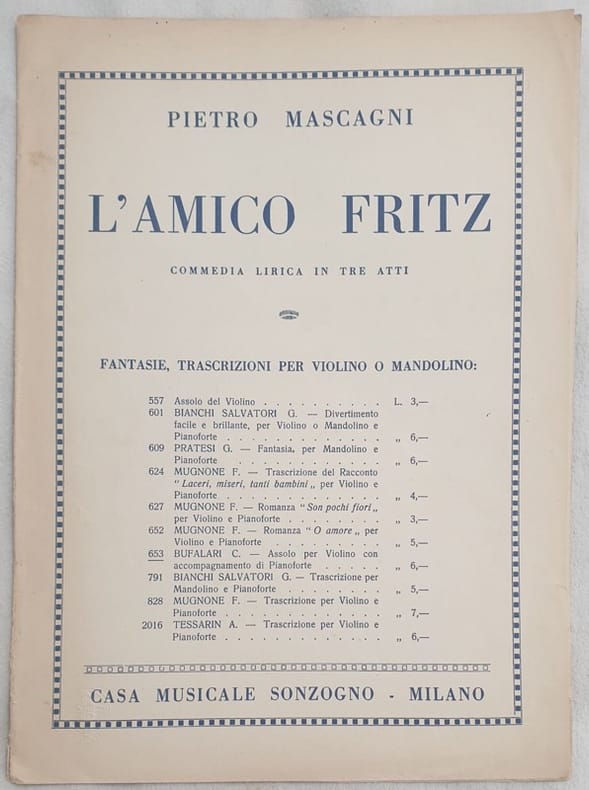 PIETRO MASCAGNI
L'AMICO FRITZ
COMMEDIA LIRICA IN TRE ATTI
FANTASIE, TRASCRIZIONI PER VIOLINO O MANDOLINO:
557 Assolo del Violino . . . . . . . . . . L. 3,—
601 BIANCHI SALVATORI G. — Divertimento
facile e brillante, per Violino o Mandolino e
Pianoforte . . . . . . . . . . . . . „ 6,—
609 PRATESI G. — Fantasia, per Mandolino e
Pianoforte . . . . . . . . . . . . „ 6,—
624 MUGNONE F. — Trascrizione del Racconto
“Laceri, miseri, tanti bambini„ per Violino e
Pianoforte . . . . . . . . . . . . . „ 4,—
627 MUGNONE F. — Romanza “Son pochi fiori„
per Violino e Pianoforte . . . . . . . . „ 3,—
652 MUGNONE F. — Romanza “O amore„ per
Violino e Pianoforte . . . . . . . . . „ 5,—
653 BUFALARI C. — Assolo per Violino con
accompagnamento di Pianoforte . . . . . „ 6,—
791 BIANCHI SALVATORI G. — Trascrizione per
Mandolino e Pianoforte . . . . . . . . „ 5,—
828 MUGNONE F. — Trascrizione per Violino e
Pianoforte . . . . . . . . . . . . . „ 7,—
2016 TESSARIN A. — Trascrizione per Violino e
Pianoforte . . . . . . . . . . . . . „ 6,—
CASA MUSICALE SONZOGNO - MILANO